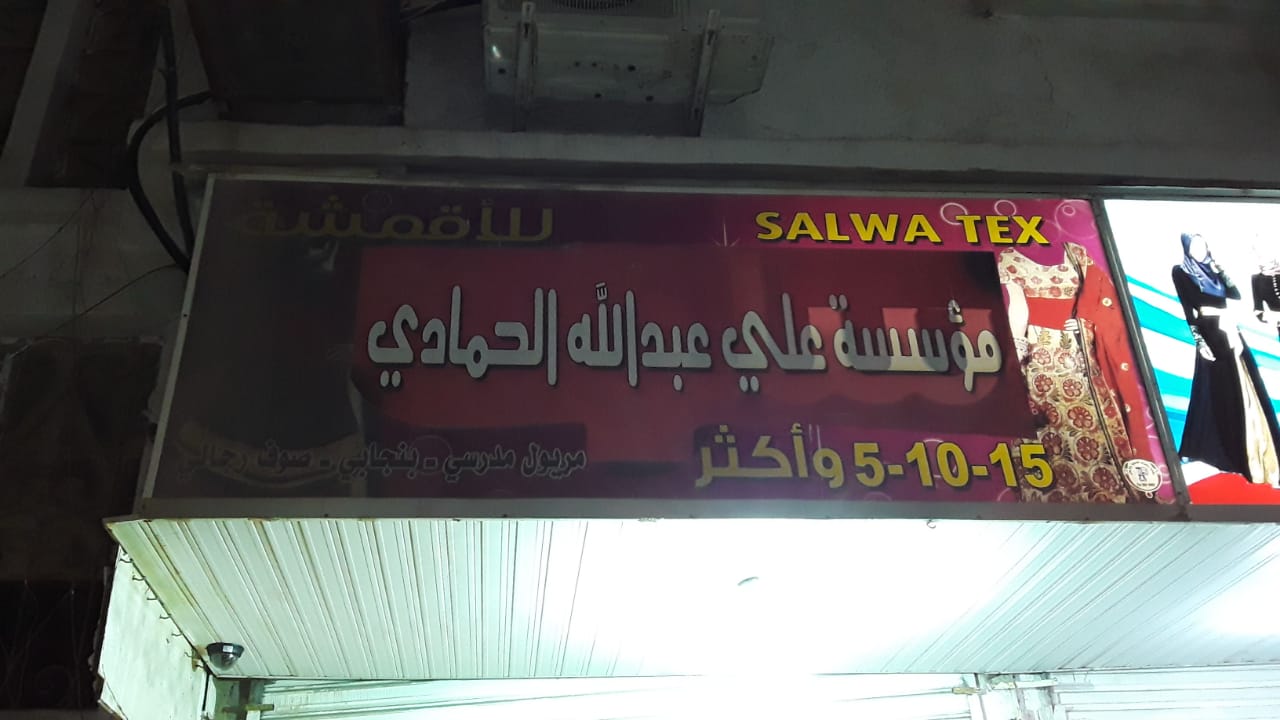 SALWA TEX للأقمشة
مؤسسة علي عبدالله الحمادي
5-10-15 وأكثر
مريول مدرسي - بنجابي - صوف رجالي